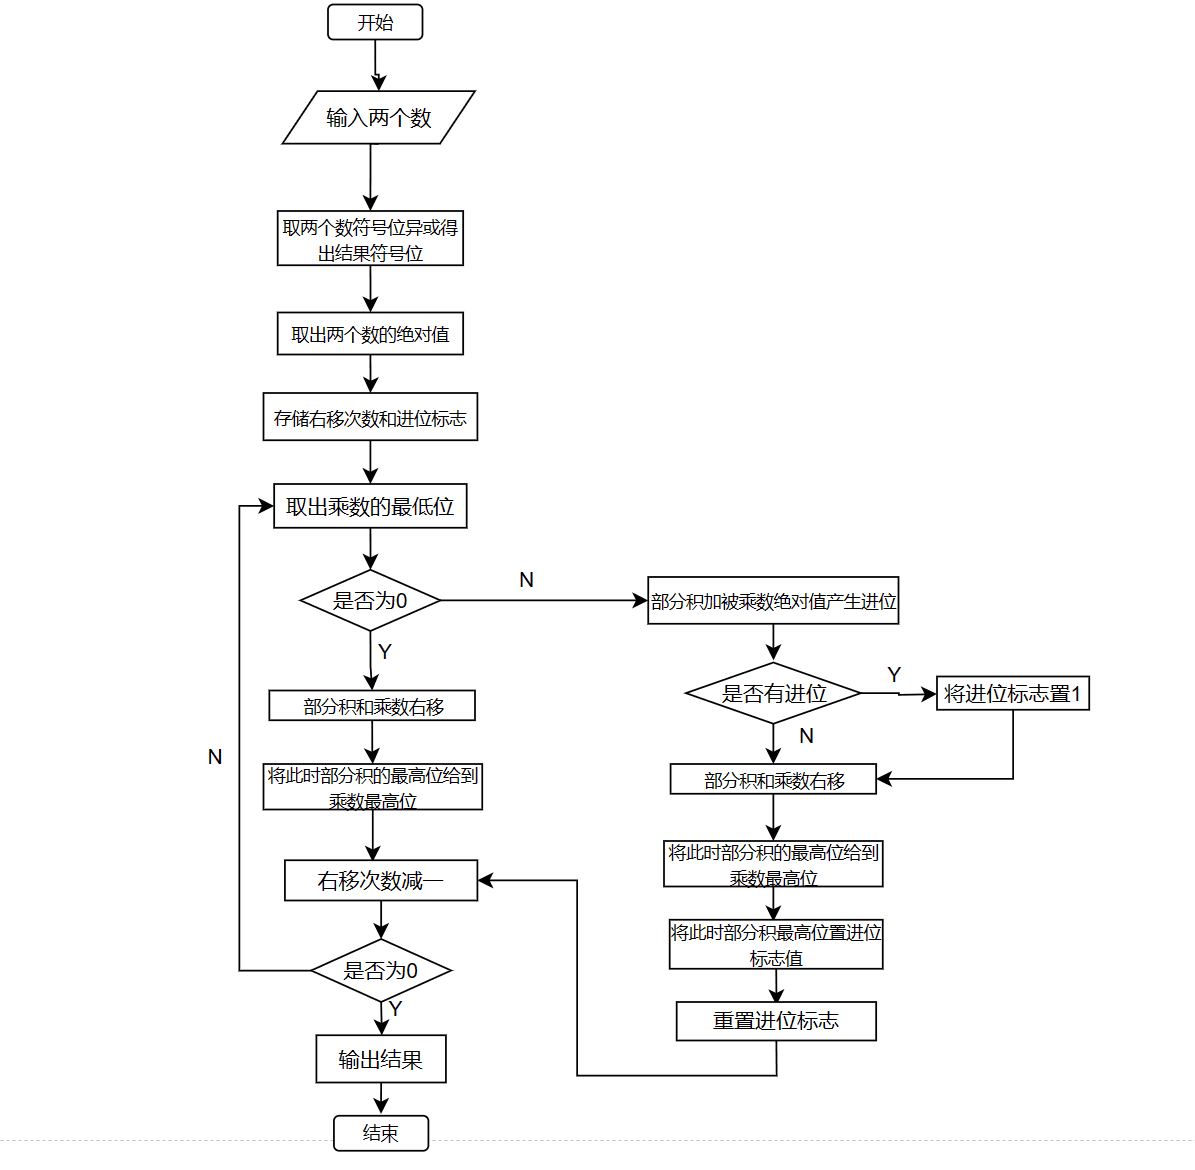 开始
输入两个数
取两个数符号位异或得
出结果符号位
取出两个数的绝对值
存储右移次数和进位标志
取出乘数的最低位
是否为0
N
部分积加被乘数绝对值产生进位
Y
是否有进位
Y
将进位标志置1
N
部分积和乘数右移
将此时部分积的最高位给到
乘数最高位
部分积和乘数右移
将此时部分积的最高位给到
乘数最高位
将此时部分积最高位置进位
标志值
重置进位标志
右移次数减一
是否为0
N
Y
输出结果
结束